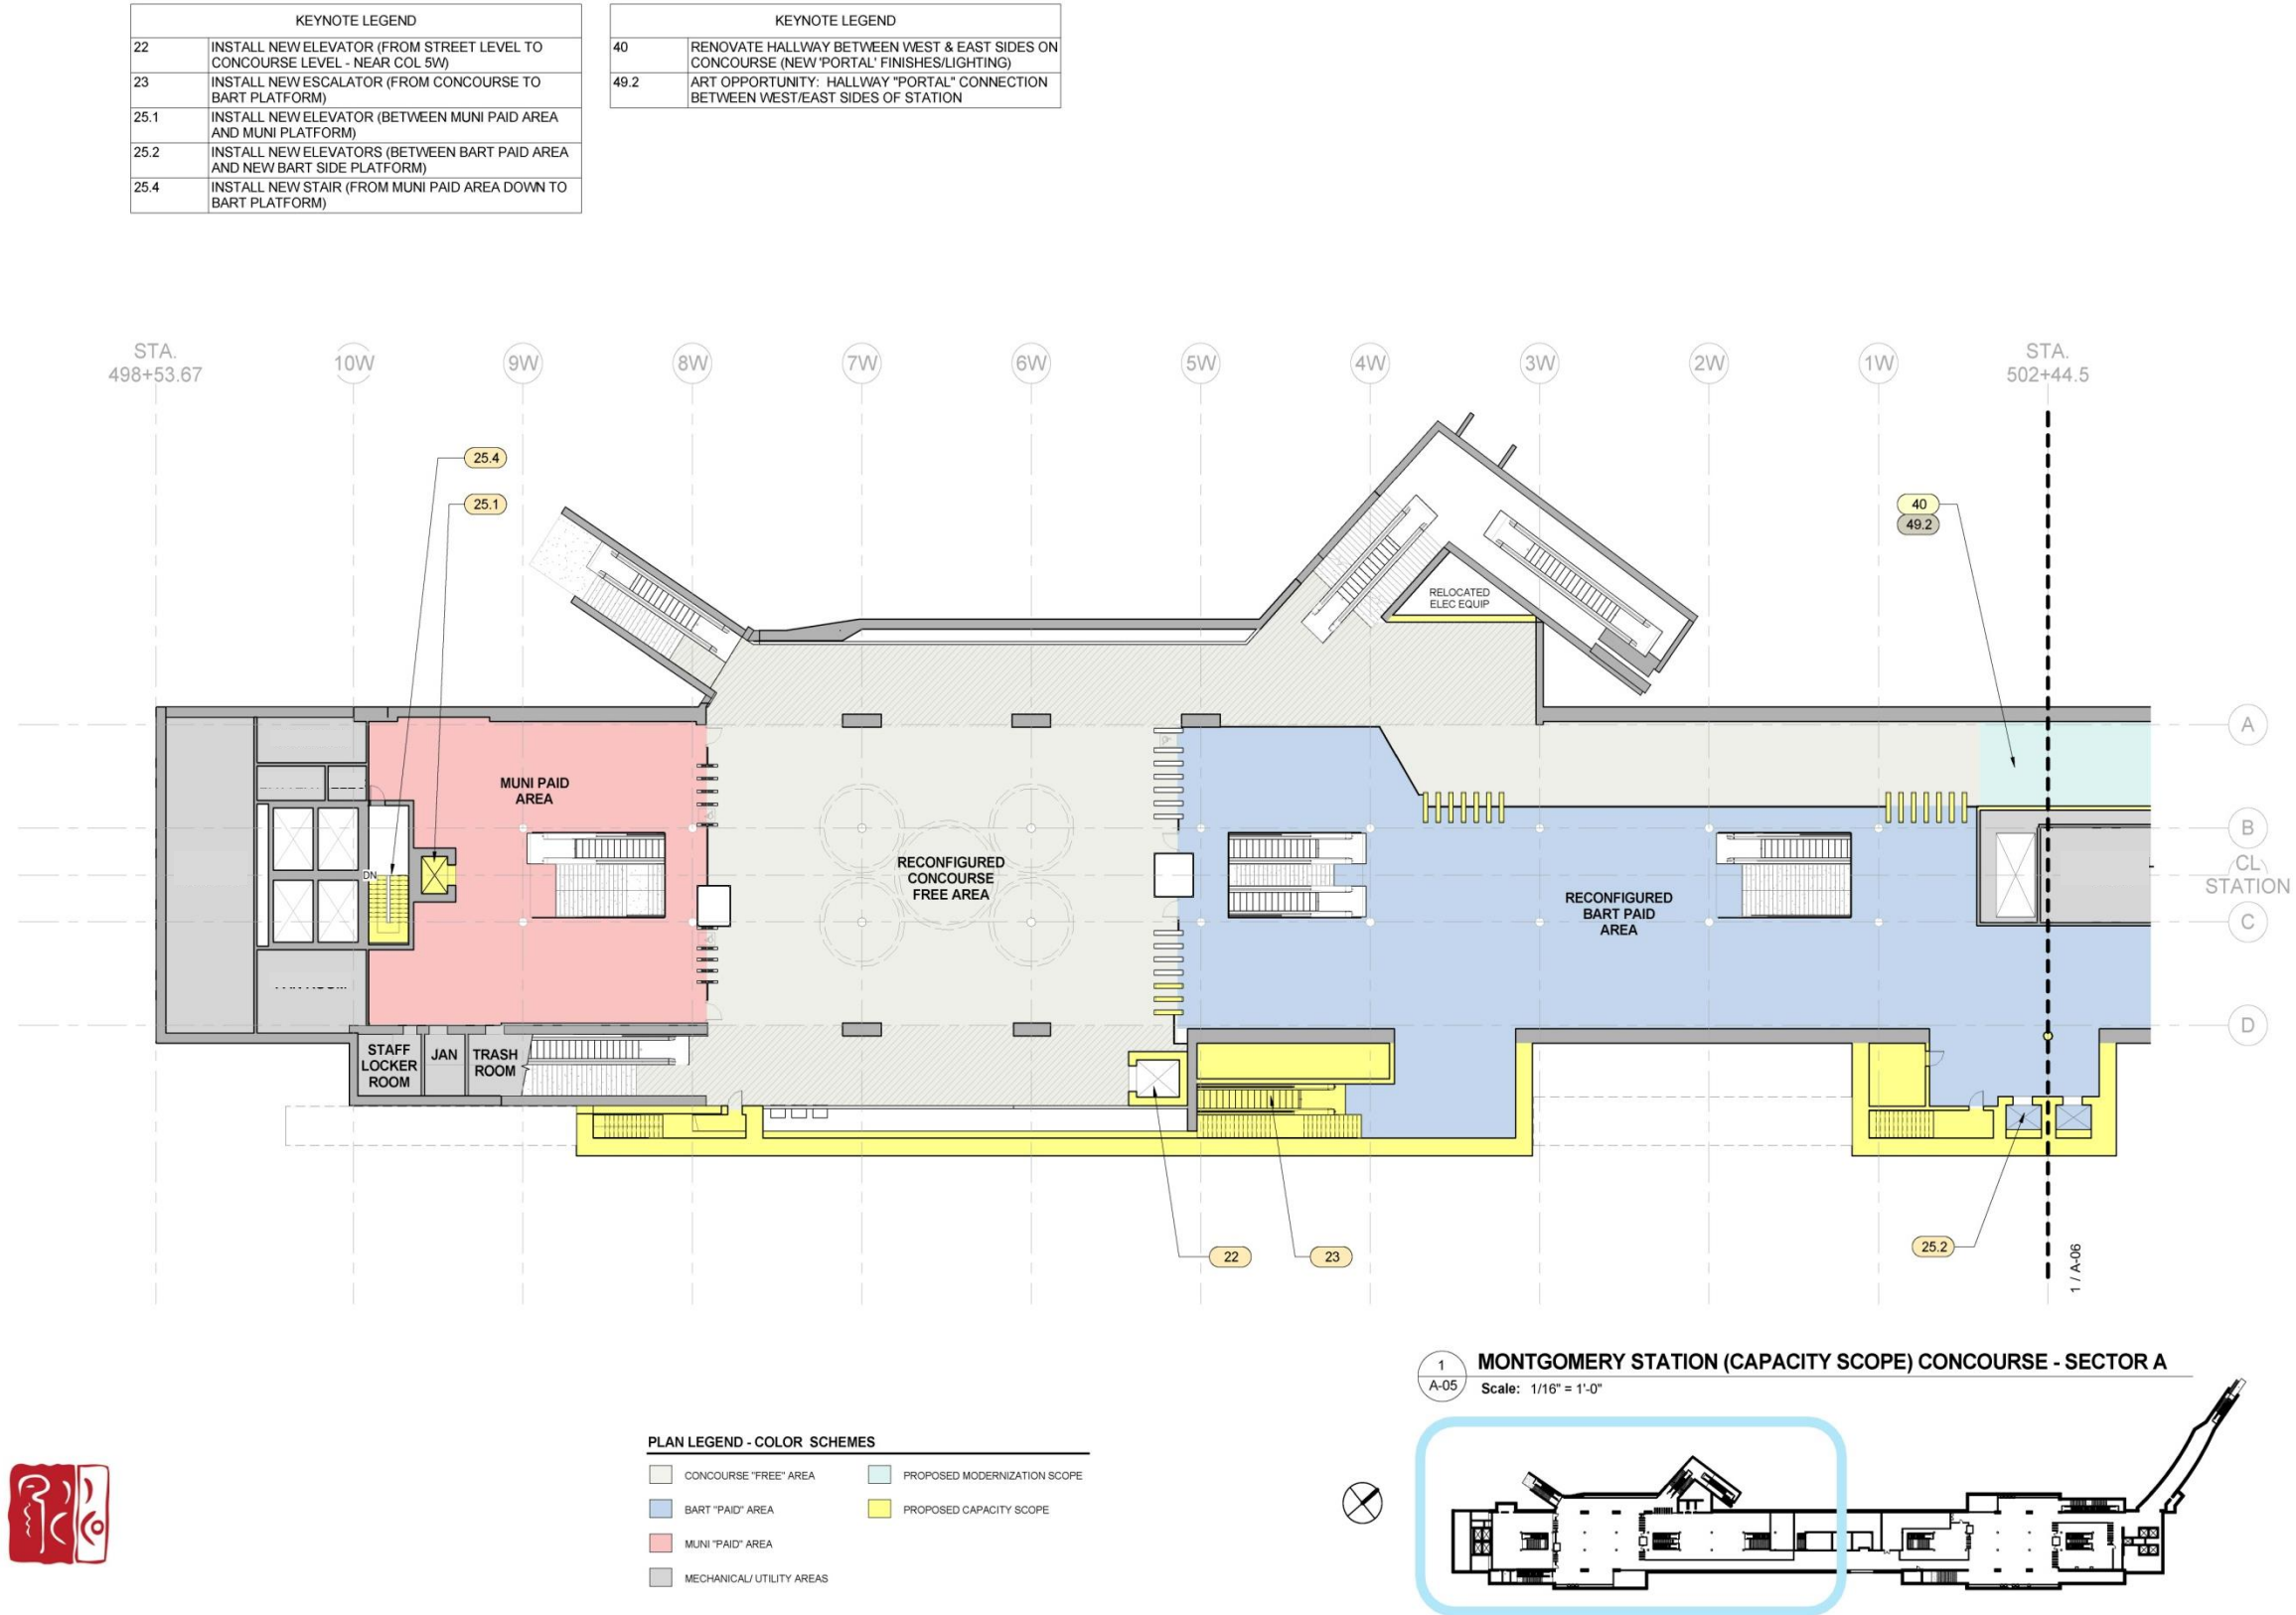 KEYNOTE LEGEND
22 INSTALL NEW ELEVATOR (FROM STREET LEVEL TO
CONCOURSE LEVEL - NEAR COL 5W)
23 INSTALL NEW ESCALATOR (FROM CONCOURSE TO
BART PLATFORM)
25.1 INSTALL NEW ELEVATOR (BETWEEN MUNI PAID AREA
AND MUNI PLATFORM)
25.2 INSTALL NEW ELEVATORS (BETWEEN BART PAID AREA
AND NEW BART SIDE PLATFORM)
25.4 INSTALL NEW STAIR (FROM MUNI PAID AREA DOWN TO
BART PLATFORM)
KEYNOTE LEGEND
40 RENOVATE HALLWAY BETWEEN WEST & EAST SIDES ON
CONCOURSE (NEW 'PORTAL' FINISHES/LIGHTING)
49.2 ART OPPORTUNITY: HALLWAY "PORTAL" CONNECTION
BETWEEN WEST/EAST SIDES OF STATION
STA.
498+53.67
10W
9W
8W
7W
6W
5W
4W
3W
2W
1W
STA.
502+44.5
25.4
25.1
40
49.2
RELOCATED
ELEC EQUIP
A
B
CL
STATION
C
D
MUNI PAID
AREA
DN
RECONFIGURED
CONCOURSE
FREE AREA
RECONFIGURED
BART PAID
AREA
STAFF
LOCKER
ROOM
JAN
TRASH
ROOM
22
23
25.2
1 / A-06
1
A-05
MONTGOMERY STATION (CAPACITY SCOPE) CONCOURSE - SECTOR A
Scale: 1/16" = 1'-0"
PLAN LEGEND - COLOR SCHEMES
CONCOURSE "FREE" AREA
BART "PAID" AREA
MUNI "PAID" AREA
MECHANICAL/ UTILITY AREAS
PROPOSED MODERNIZATION SCOPE
PROPOSED CAPACITY SCOPE